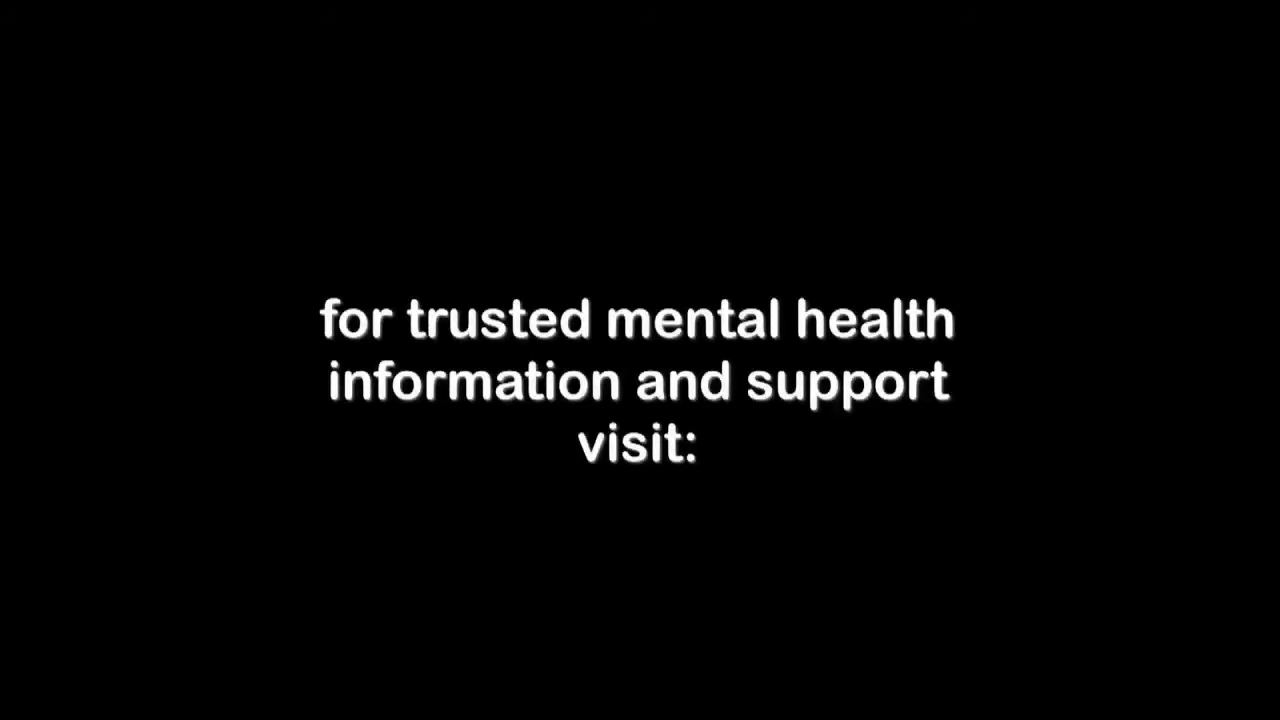 for trusted mental health
information and support
visit: